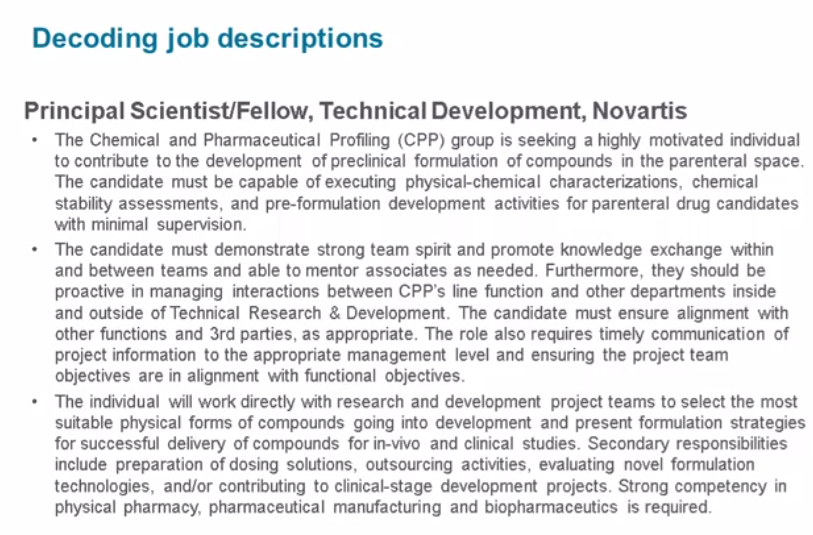 Decoding job descriptions
Principal Scientist/Fellow, Technical Development, Novartis
• The Chemical and Pharmaceutical Profiling (CPP) group is seeking a highly motivated individual
to contribute to the development of preclinical formulation of compounds in the parenteral space.
The candidate must be capable of executing physical-chemical characterizations, chemical
stability assessments, and pre-formulation development activities for parenteral drug candidates
with minimal supervision.
• The candidate must demonstrate strong team spirit and promote knowledge exchange within
and between teams and able to mentor associates as needed. Furthermore, they should be
proactive in managing interactions between CPP's line function and other departments inside
and outside of Technical Research & Development. The candidate must ensure alignment with
other functions and 3rd parties, as appropriate. The role also requires timely communication of
project information to the appropriate management level and ensuring the project team
objectives are in alignment with functional objectives.
• The individual will work directly with research and development project teams to select the most
suitable physical forms of compounds going into development and present formulation strategies
for successful delivery of compounds for in-vivo and clinical studies. Secondary responsibilities
include preparation of dosing solutions, outsourcing activities, evaluating novel formulation
technologies, and/or contributing to clinical-stage development projects. Strong competency in
physical pharmacy, pharmaceutical manufacturing and biopharmaceutics is required.